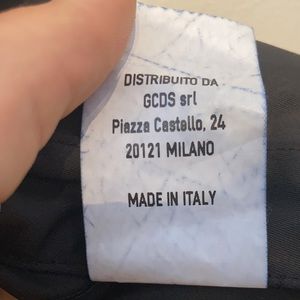 DISTRIBUITO DA
GCDS srl
Piazza Castello, 24
20121 MILANO
MADE IN ITALY